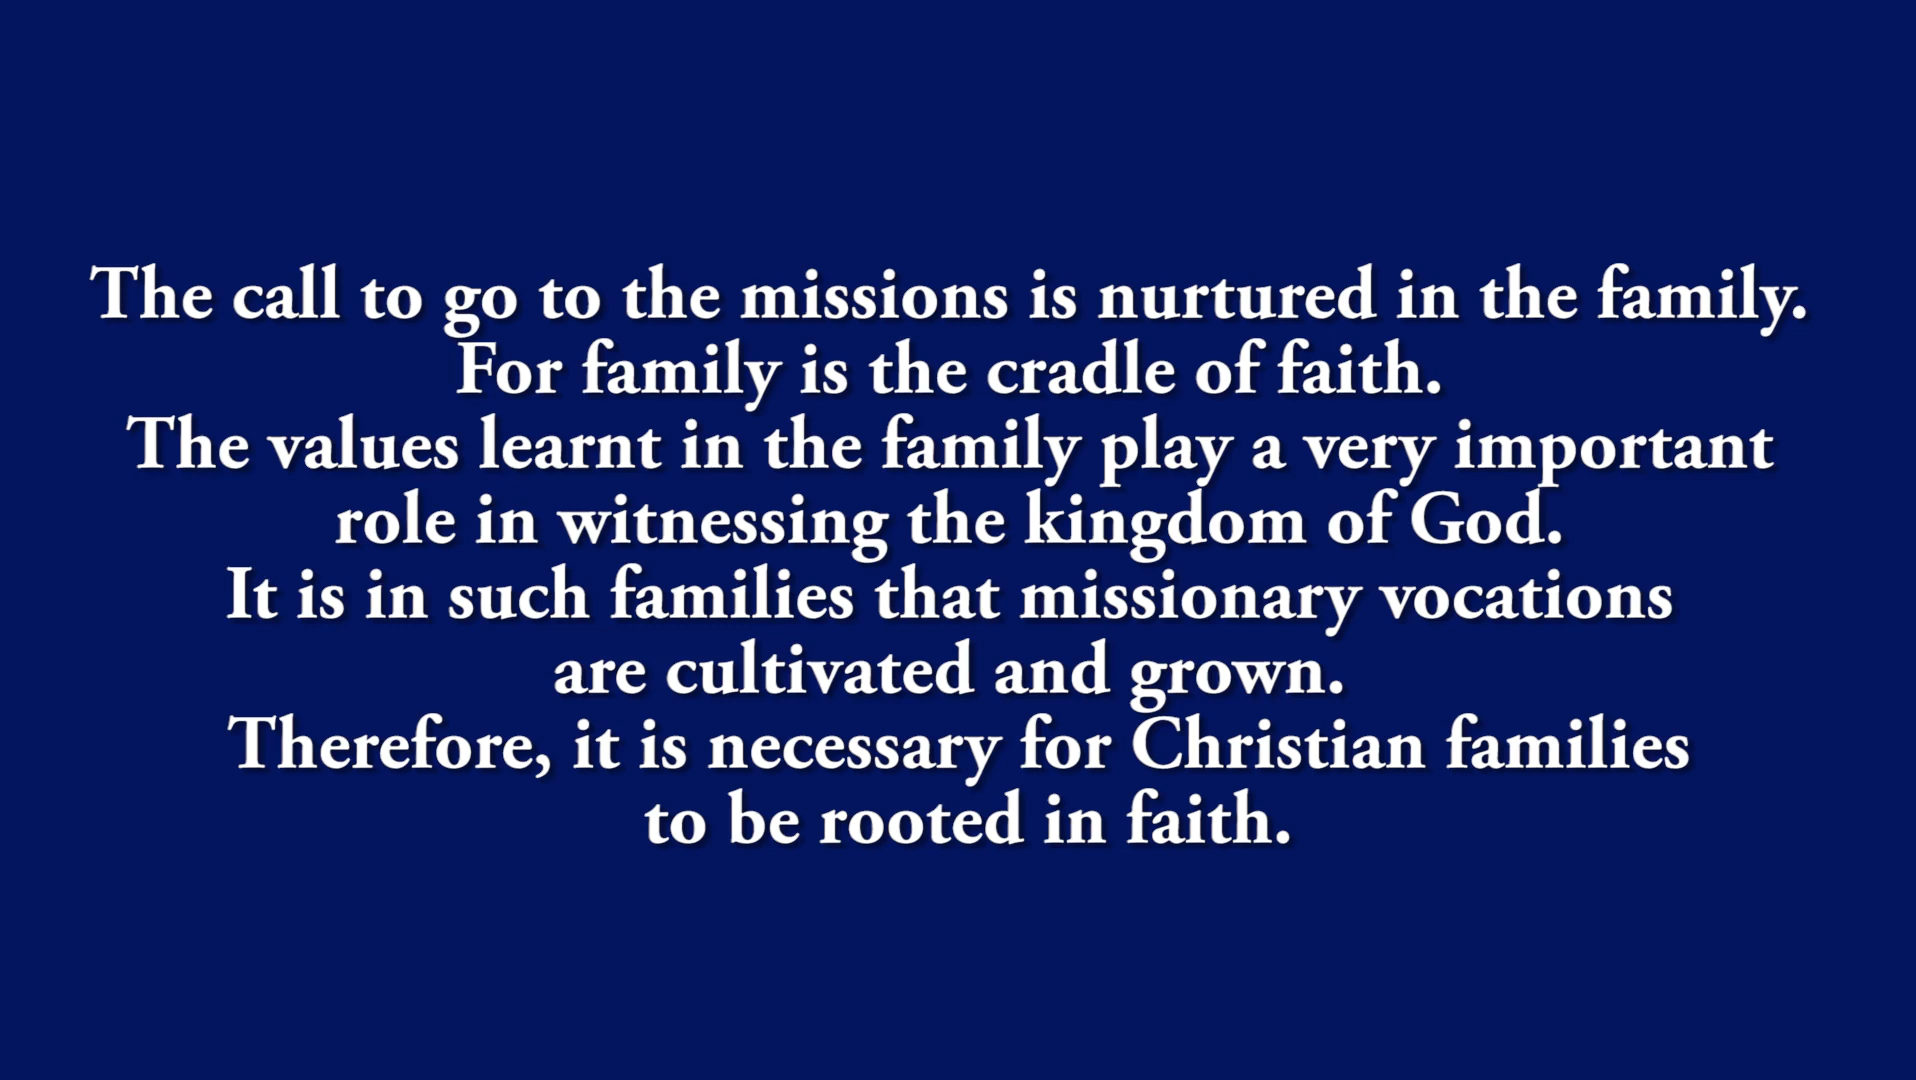 The call to go to the missions is nurtured in the family.
For family is the cradle of faith.
The values learnt in the family play a very important
role in witnessing the kingdom of God.
It is in such families that missionary vocations
are cultivated and grown.
Therefore, it is necessary for Christian families
to be rooted in faith.